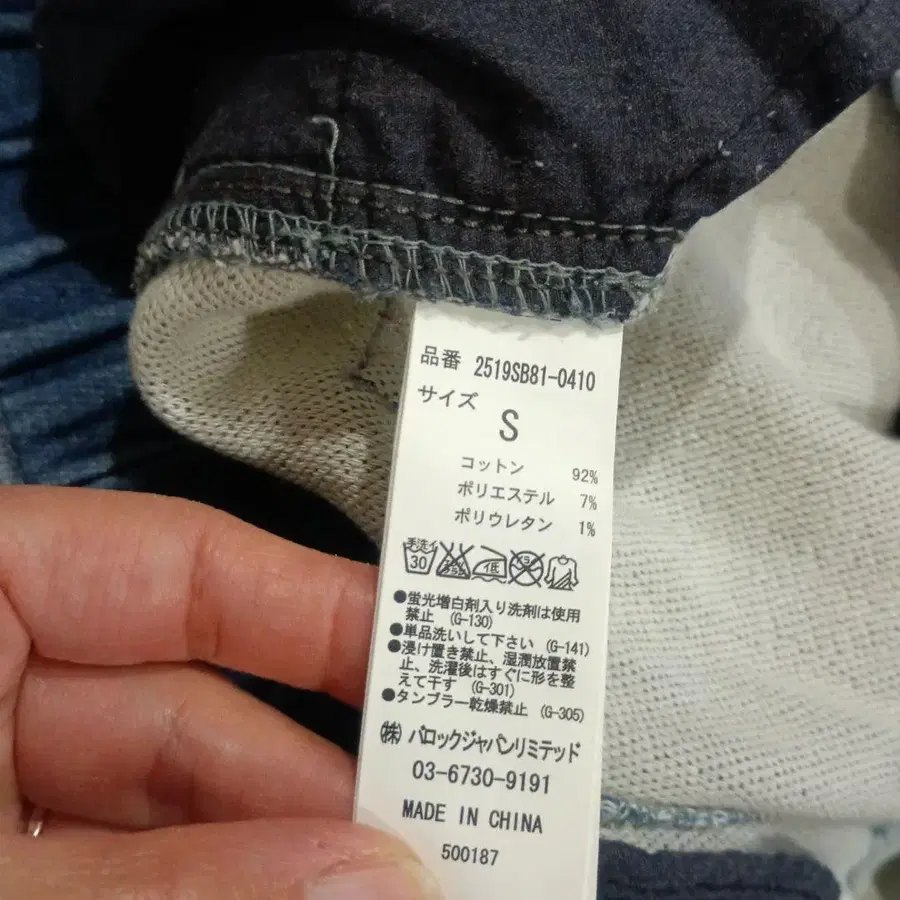 品番 2519SB81-0410
サイズ
S
コットン 92%
ポリエステル 7%
ポリウレタン 1%
手洗イ 30 低
●蛍光増白剤入り洗剤は使用
禁止 (G-130)
●単品洗いして下さい (G-141)
●浸け置き禁止、湿潤放置禁
止、洗濯後はすぐに形を整
えて干す (G-301)
●タンブラー乾燥禁止 (G-305)
㈱ バロックジャパンリミテッド
03-6730-9191
MADE IN CHINA
500187